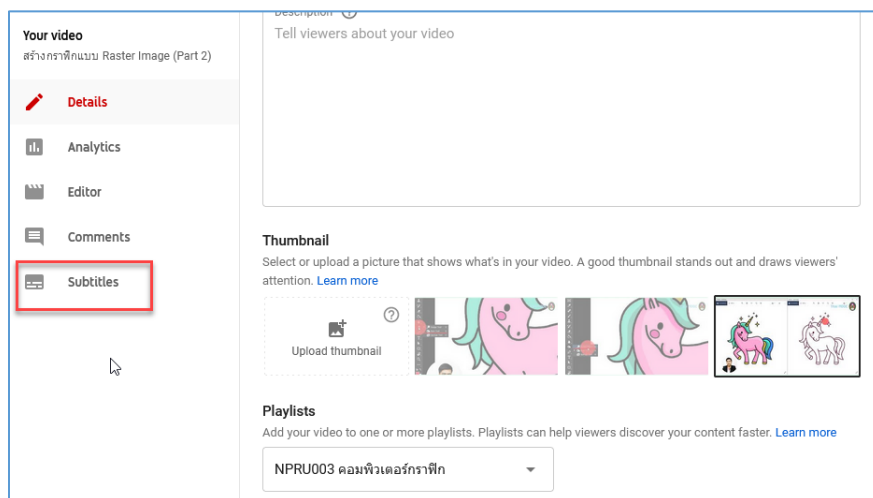 Your video
สร้างกราฟิกแบบ Raster Image (Part 2)
Details
Analytics
Editor
Comments
Subtitles
Description
Tell viewers about your video
Thumbnail
Select or upload a picture that shows what's in your video. A good thumbnail stands out and draws viewers'
attention. Learn more
Upload thumbnail
Playlists
Add your video to one or more playlists. Playlists can help viewers discover your content faster. Learn more
NPRU003 คอมพิวเตอร์กราฟิก